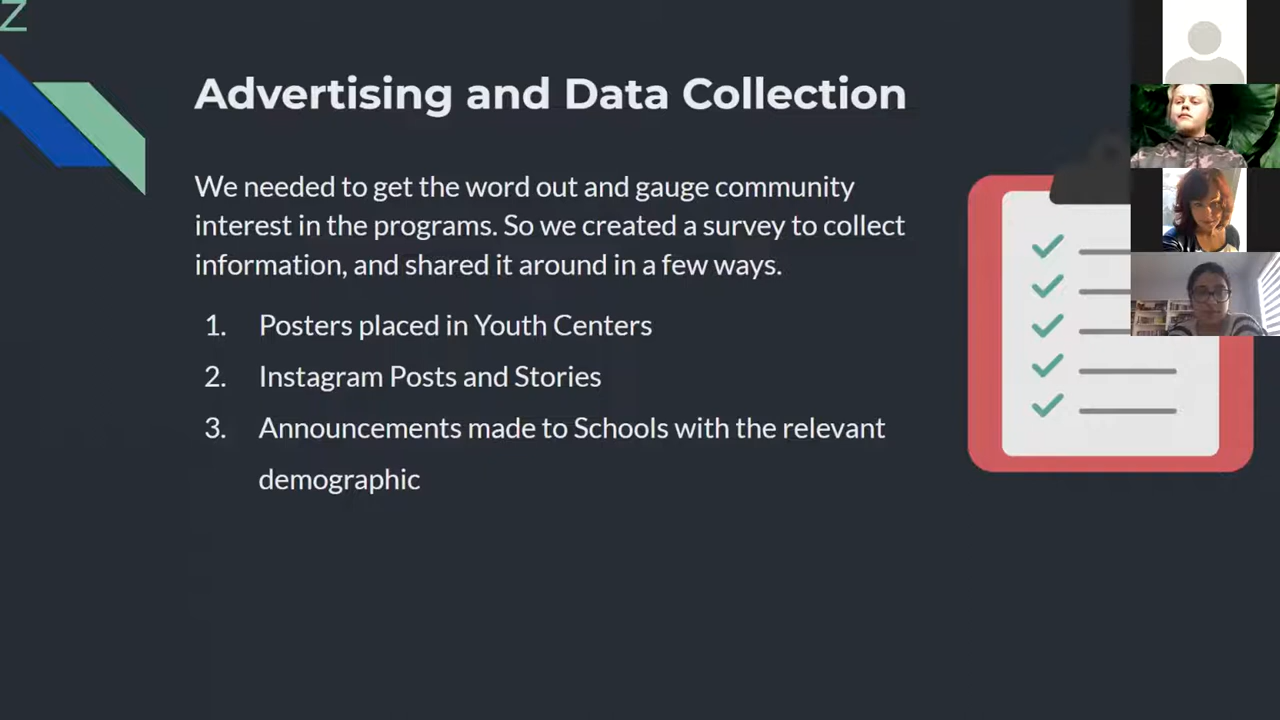 Z
Advertising and Data Collection
We needed to get the word out and gauge community
interest in the programs. So we created a survey to collect
information, and shared it around in a few ways.
1. Posters placed in Youth Centers
2. Instagram Posts and Stories
3. Announcements made to Schools with the relevant
demographic